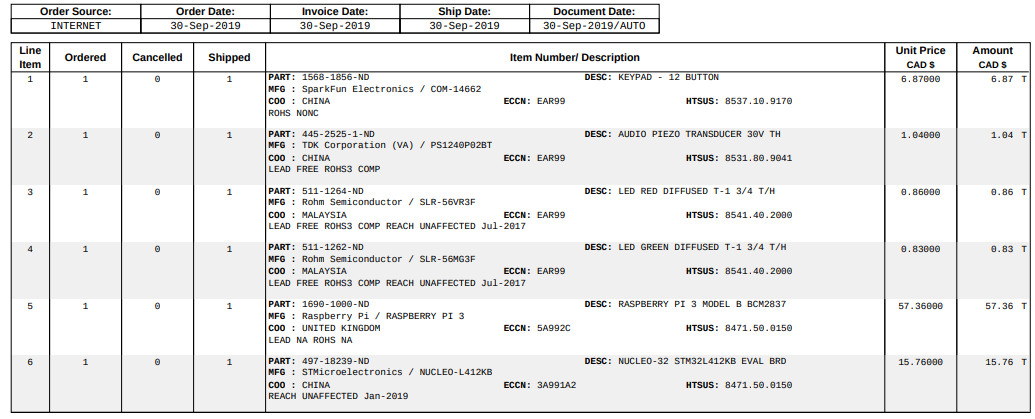 Order Source: Order Date: Invoice Date: Ship Date: Document Date:
INTERNET 30-Sep-2019 30-Sep-2019 30-Sep-2019 30-Sep-2019/AUTO
Line Item Ordered Cancelled Shipped Item Number/ Description Unit Price CAD $ Amount CAD $
1 1 0 1 PART: 1568-1856-ND DESC: KEYPAD - 12 BUTTON 6.87000 6.87 T
MFG : SparkFun Electronics / COM-14662
COO : CHINA ECCN: EAR99 HTSUS: 8537.10.9170
ROHS NONC
2 1 0 1 PART: 445-2525-1-ND DESC: AUDIO PIEZO TRANSDUCER 30V TH 1.04000 1.04 T
MFG : TDK Corporation (VA) / PS1240P02BT
COO : CHINA ECCN: EAR99 HTSUS: 8531.80.9041
LEAD FREE ROHS3 COMP
3 1 0 1 PART: 511-1264-ND DESC: LED RED DIFFUSED T-1 3/4 T/H 0.86000 0.86 T
MFG : Rohm Semiconductor / SLR-56VR3F
COO : MALAYSIA ECCN: EAR99 HTSUS: 8541.40.2000
LEAD FREE ROHS3 COMP REACH UNAFFECTED Jul-2017
4 1 0 1 PART: 511-1262-ND DESC: LED GREEN DIFFUSED T-1 3/4 T/H 0.83000 0.83 T
MFG : Rohm Semiconductor / SLR-56MG3F
COO : MALAYSIA ECCN: EAR99 HTSUS: 8541.40.2000
LEAD FREE ROHS3 COMP REACH UNAFFECTED Jul-2017
5 1 0 1 PART: 1690-1000-ND DESC: RASPBERRY PI 3 MODEL B BCM2837 57.36000 57.36 T
MFG : Raspberry Pi / RASPBERRY PI 3
COO : UNITED KINGDOM ECCN: 5A992C HTSUS: 8471.50.0150
LEAD NA ROHS NA
6 1 0 1 PART: 497-18239-ND DESC: NUCLEO-32 STM32L412KB EVAL BRD 15.76000 15.76 T
MFG : STMicroelectronics / NUCLEO-L412KB
COO : CHINA ECCN: 3A991A2 HTSUS: 8471.50.0150
REACH UNAFFECTED Jan-2019